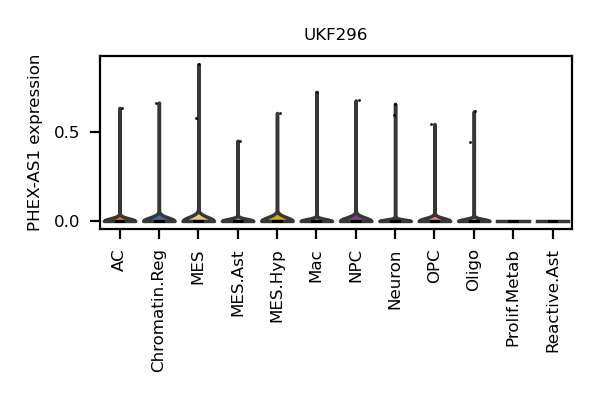 UKF296
PHEX-AS1 expression
0.5
0.0
AC
Chromatin.Reg
MES
MES.Ast
MES.Hyp
Mac
NPC
Neuron
OPC
Oligo
Prolif.Metab
Reactive.Ast